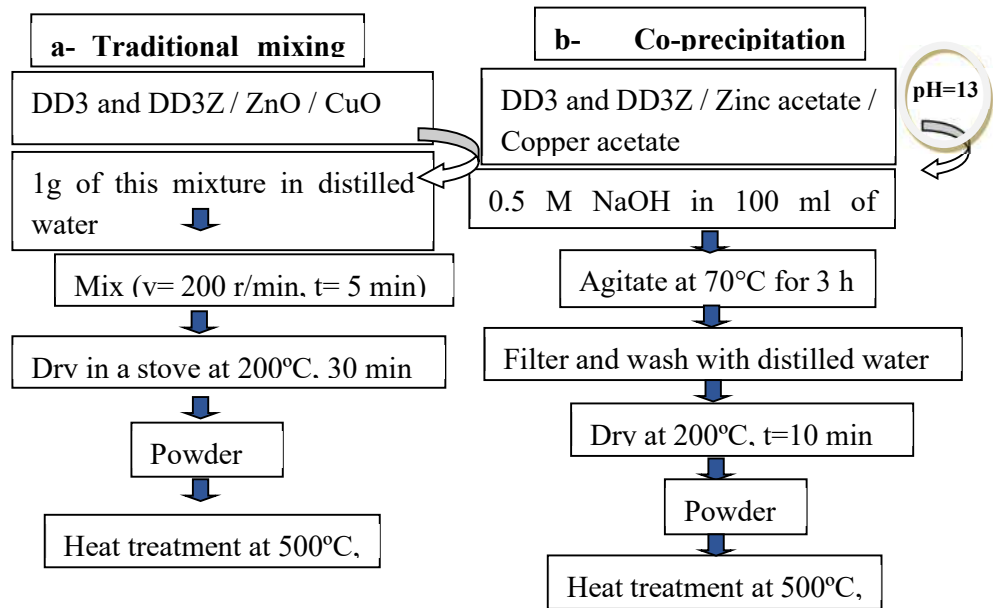 a- Traditional mixing
DD3 and DD3Z / ZnO / CuO
1g of this mixture in distilled
water
Mix (v= 200 r/min, t= 5 min)
Dry in a stove at 200ºC, 30 min
Powder
Heat treatment at 500ºC,
b- Co-precipitation
pH=13
DD3 and DD3Z / Zinc acetate /
Copper acetate
0.5 M NaOH in 100 ml of
Agitate at 70°C for 3 h
Filter and wash with distilled water
Dry at 200ºC, t=10 min
Powder
Heat treatment at 500ºC,